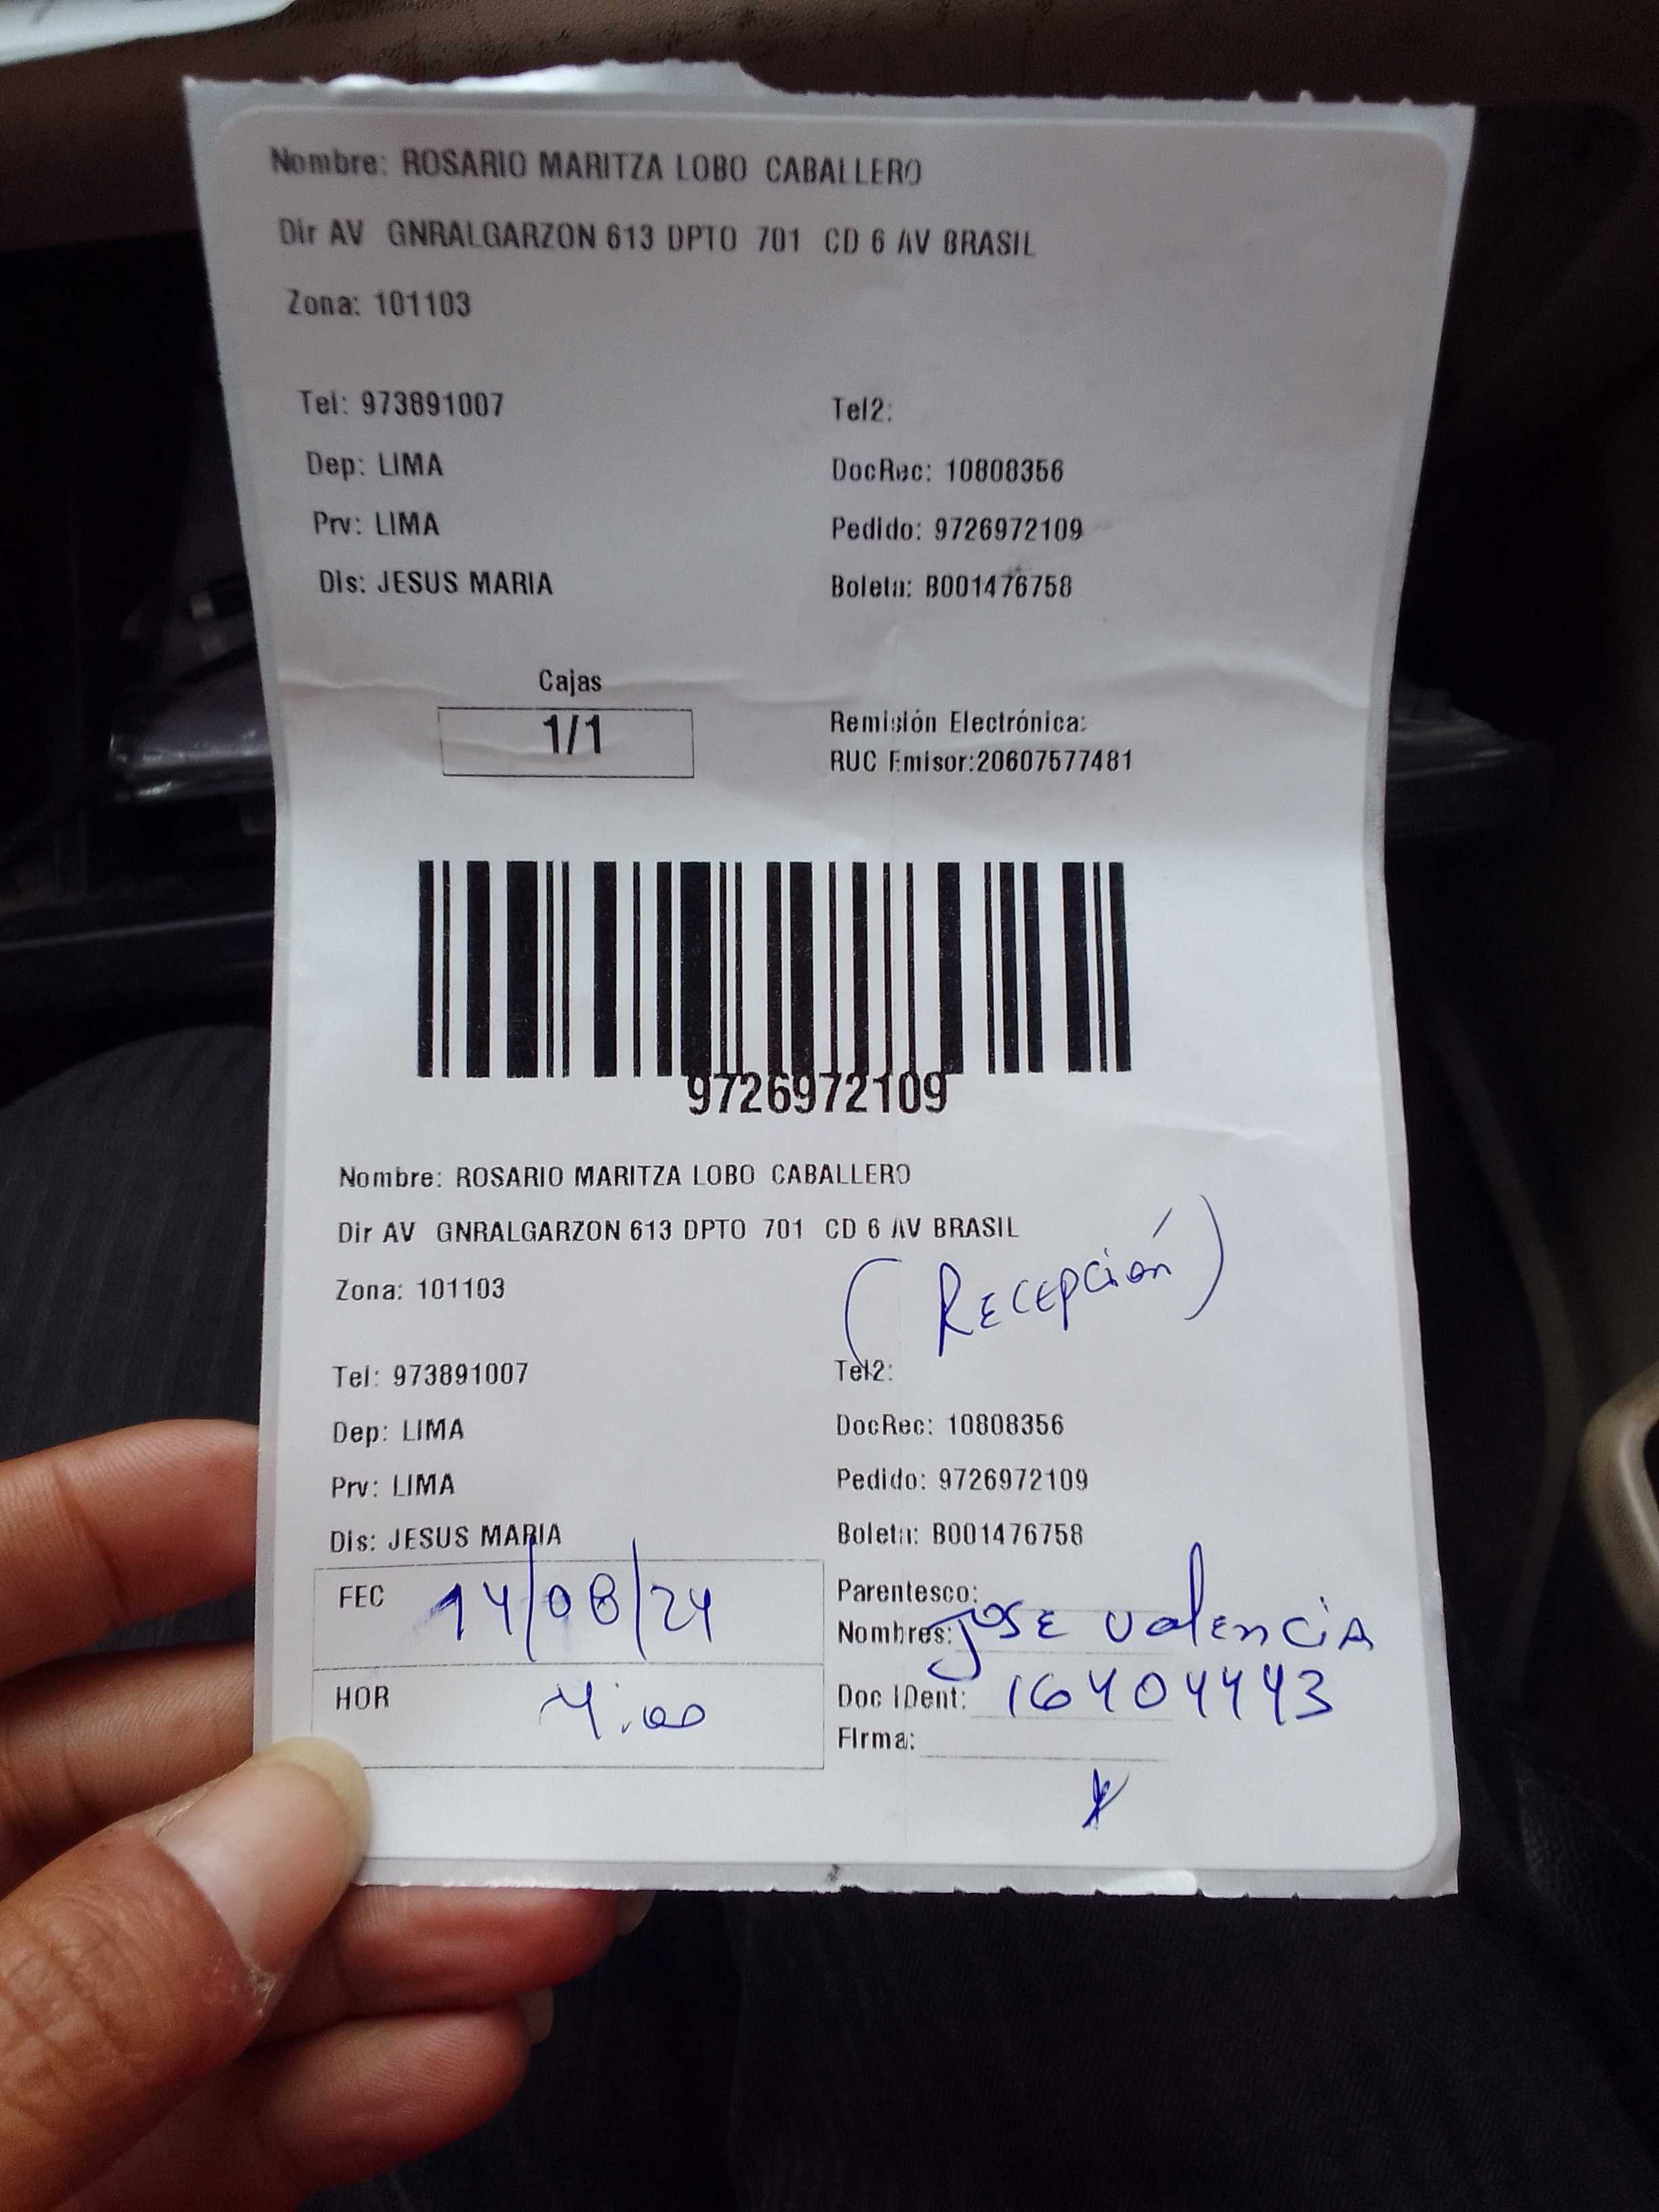 Nombre: ROSARIO MARITZA LOBO CABALLERO
Dir AV GNRALGARZON 613 DPTO 701 CD 6 AV BRASIL
Zona: 101103
Tel: 973891007 Tel2:
Dep: LIMA DocRec: 10808356
Prv: LIMA Pedido: 9726972109
Dis: JESUS MARIA Boleta: B001476758
Cajas
1/1
Remisión Electrónica:
RUC Emisor:20607577481
9726972109
Nombre: ROSARIO MARITZA LOBO CABALLERO
Dir AV GNRALGARZON 613 DPTO 701 CD 6 AV BRASIL
(Recepción)
Zona: 101103
Tel: 973891007 Tel2:
Dep: LIMA DocRec: 10808356
Prv: LIMA Pedido: 9726972109
Dis: JESUS MARIA Boleta: B001476758
FEC 14/08/24
Parentesco:
Nombres: Jose Valencia
HOR 4:00
Doc IDent: 16404443
Firma: